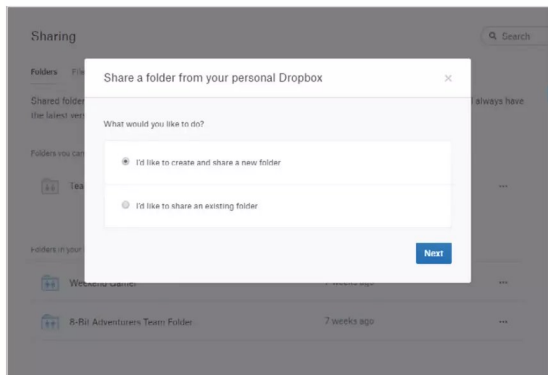 Sharing
Search
Folders
Share a folder from your personal Dropbox
Shared folder
always have
the latest
What would you like to do?
Folders you can
I'd like to create and share a new folder
Tea
I'd like to share an existing folder
Folders in your
Next
Weekend Gamer
7 weeks ago
8-Bit Adventurers Team Folder
7 weeks ago